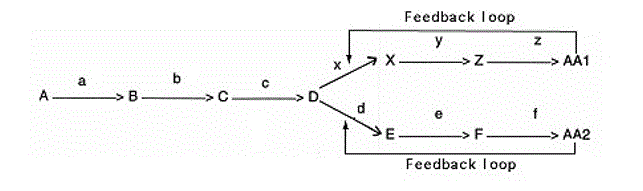 Feedback loop
y z
x X Z AA1
a b c
A B C D
d e f
E F AA2
Feedback loop